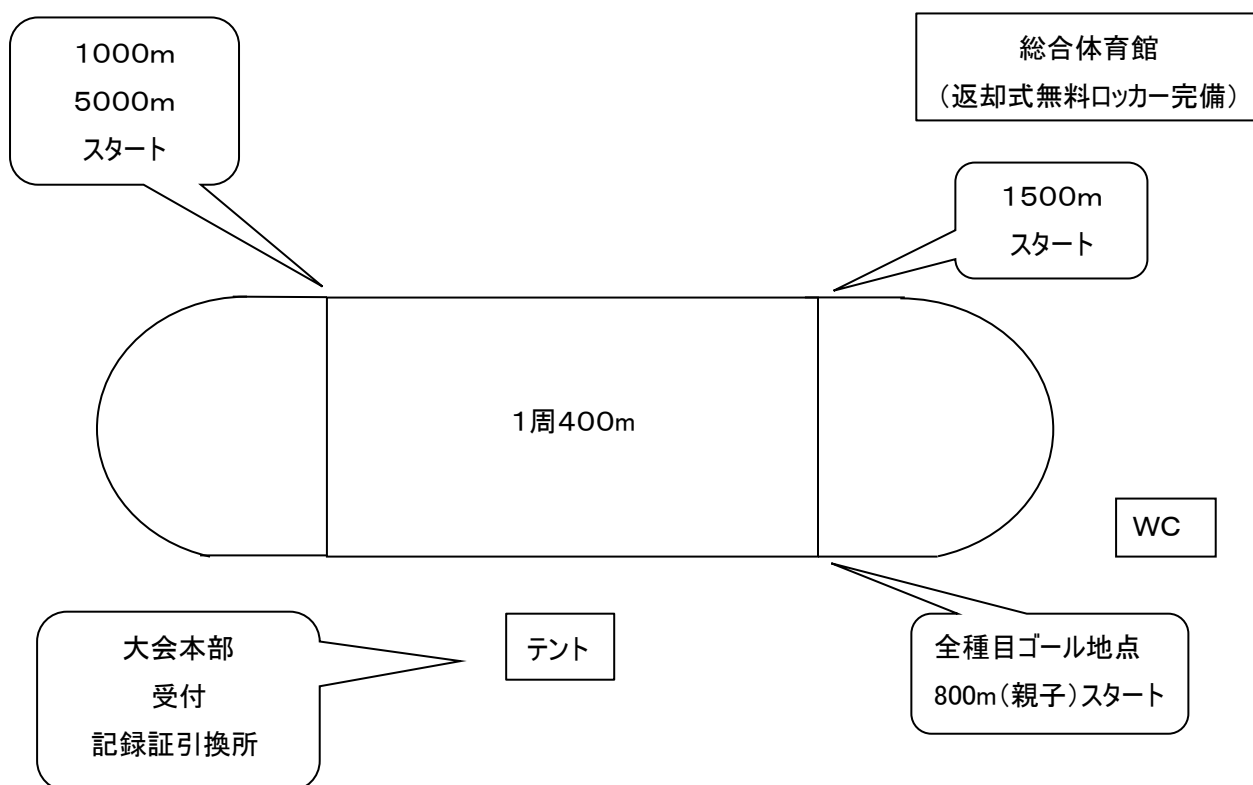 1000m
5000m
スタート
総合体育館
(返却式無料ロッカー完備)
1500m
スタート
1周400m
WC
大会本部
受付
記録証引換所
テント
全種目ゴール地点
800m(親子)スタート